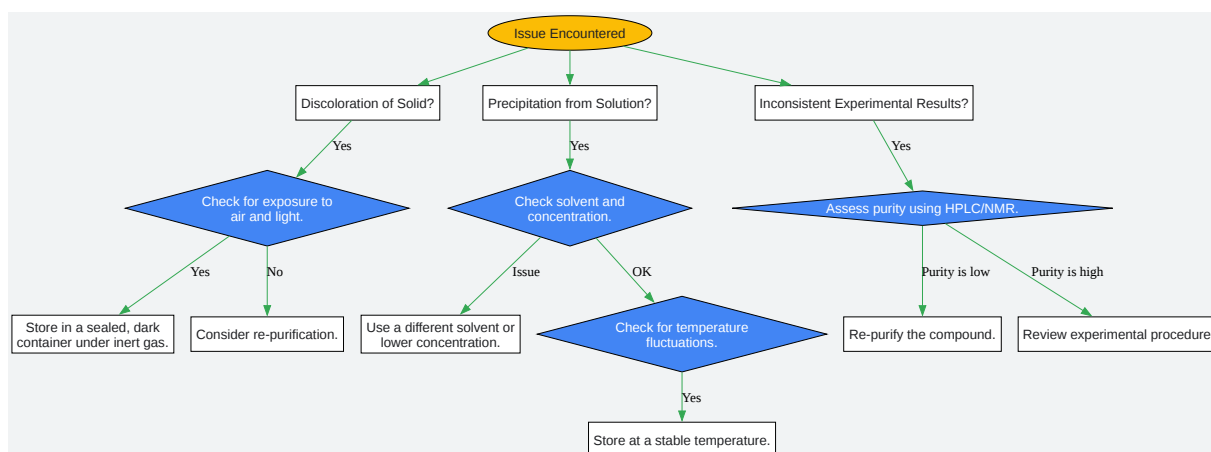 Issue Encountered
Discoloration of Solid?
Precipitation from Solution?
Inconsistent Experimental Results?
Yes
Yes
Yes
Check for exposure to
air and light.
Check solvent and
concentration.
Assess purity using HPLC/NMR.
Yes
No
Issue
OK
Purity is low
Purity is high
Store in a sealed, dark
container under inert gas.
Consider re-purification.
Use a different solvent or
lower concentration.
Check for temperature
fluctuations.
Re-purify the compound.
Review experimental procedure
Yes
Store at a stable temperature.